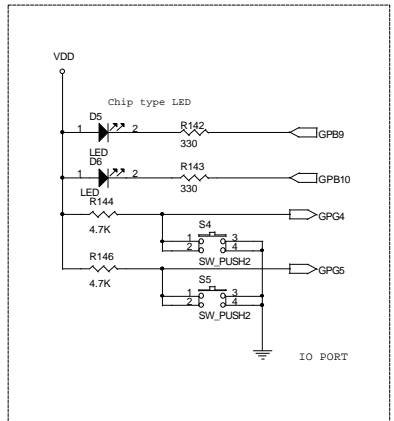 VDD
Chip type LED
D5
1 2
R142
330
GPB9
LED
D6
1 2
R143
330
GPB10
LED
R144
4.7K
GPG4
S4
1 3
2 4
SW_PUSH2
R146
4.7K
GPG5
S5
1 3
2 4
SW_PUSH2
IO PORT